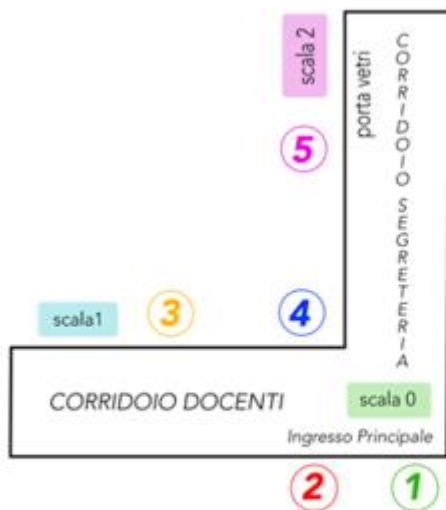 scala 2
porta vetri
CORRIDOIO SEGRETERIA
5
scala1
3
4
CORRIDOIO DOCENTI
scala 0
Ingresso Principale
2
1